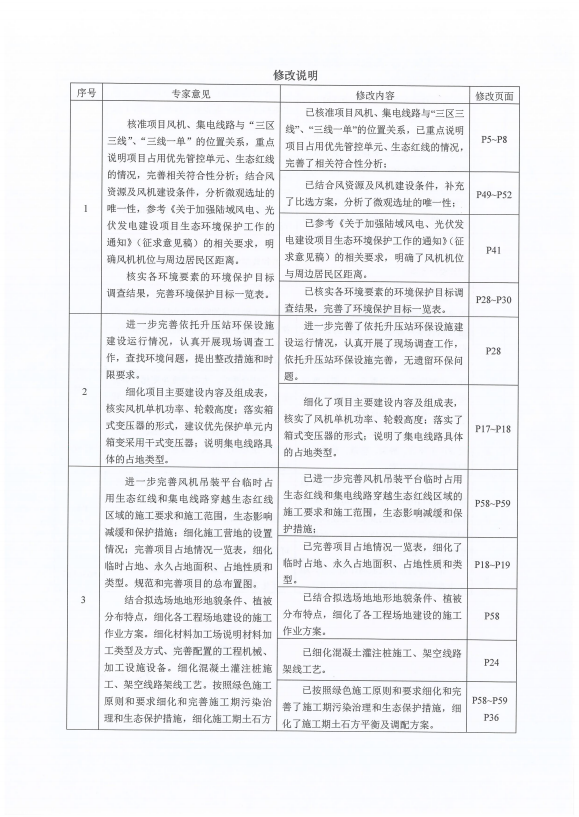 修改说明
序号 专家意见 修改内容 修改页面
1
核准项目风机、集电线路与“三区
三线”、“三线一单”的位置关系，重点
说明项目占用优先管控单元、生态红线
的情况，完善相关符合性分析；结合风
资源及风机建设条件，分析微观选址的
唯一性，参考《关于加强陆域风电、光
伏发电建设项目生态环境保护工作的
通知》（征求意见稿）的相关要求，明
确风机机位与周边居民区距离。
核实各环境要素的环境保护目标
调查结果，完善环境保护目标一览表。
已核准项目风机、集电线路与“三区三
线”、“三线一单”的位置关系，已重点说明
项目占用优先管控单元、生态红线的情况，
完善了相关符合性分析；
P5~P8
已结合风资源及风机建设条件，补充
了比选方案，分析了微观选址的唯一性；
P49~P52
已参考《关于加强陆域风电、光伏发
电建设项目生态环境保护工作的通知》（征
求意见稿）的相关要求，明确了风机机位
与周边居民区距离。
P41
已核实各环境要素的环境保护目标调
查结果，完善了环境保护目标一览表。
P28~P30
2
进一步完善依托升压站环保设施
建设运行情况，认真开展现场调查工
作，查找环境问题，提出整改措施和时
限要求。
细化项目主要建设内容及组成表，
核实风机单机功率、轮毂高度；落实箱
式变压器的形式，建议优先保护单元内
箱变采用干式变压器；说明集电线路具
体的占地类型。
进一步完善了依托升压站环保设施建
设运行情况，认真开展了现场调查工作，
依托升压站环保设施完善，无遗留环保问
题。
P28
细化了项目主要建设内容及组成表，
核实了风机单机功率、轮毂高度；落实了
箱式变压器的形式；说明了集电线路具体
的占地类型。
P17~P18
3
进一步完善风机吊装平台临时占
用生态红线和集电线路穿越生态红线
区域的施工要求和施工范围，生态影响
减缓和保护措施；细化施工营地的设置
情况；完善项目占地情况一览表，细化
临时占地、永久占地面积、占地性质和
类型。规范和完善项目的总布置图。
结合拟选场地地形地貌条件、植被
分布特点，细化各工程场地建设的施工
作业方案。细化材料加工场说明材料加
工类型及方式、完善配置的工程机械、
加工设施设备。细化混凝土灌注桩施
工、架空线路架线工艺。按照绿色施工
原则和要求细化和完善施工期污染治
理和生态保护措施，细化施工期土石方
已进一步完善风机吊装平台临时占用
生态红线和集电线路穿越生态红线区域的
施工要求和施工范围，生态影响减缓和保
护措施；
P58~P59
已完善项目占地情况一览表，细化了
临时占地、永久占地面积、占地性质和类
型。
P18~P19
已结合拟选场地地形地貌条件、植被
分布特点，细化了各工程场地建设的施工
作业方案。
P58
已细化混凝土灌注桩施工、架空线路
架线工艺。
P24
已按照绿色施工原则和要求细化和完
善了施工期污染治理和生态保护措施，细
化了施工期土石方平衡及调配方案。
P58~P59
P36